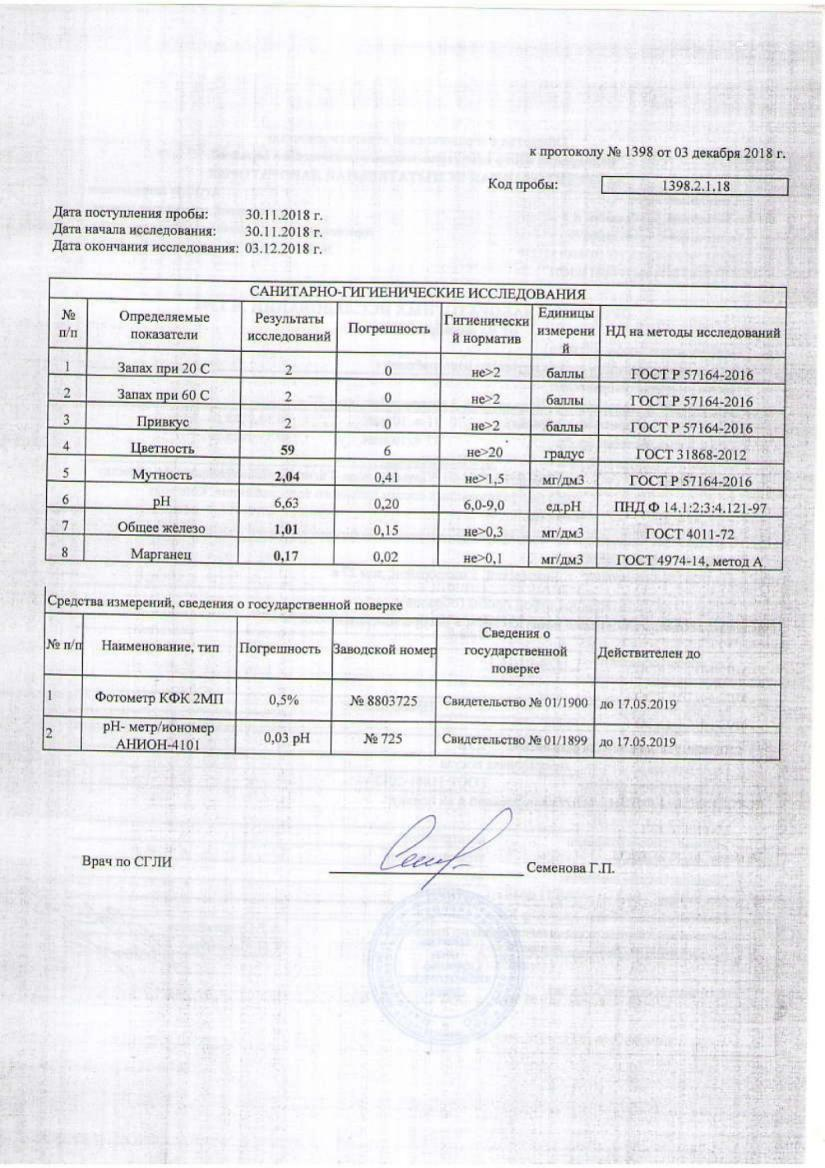 к протоколу № 1398 от 03 декабря 2018 г.
Код пробы: 1398.2.1,18
Дата поступления пробы: 30.11.2018 г.
Дата начала исследования: 30.11.2018 г.
Дата окончания исследования: 03.12.2018 г.
САНИТАРНО-ГИГИЕНИЧЕСКИЕ ИССЛЕДОВАНИЯ
№ п/п Определяемые показатели Результаты исследований Погрешность Гигиенический норматив Единицы измерений НД на методы исследований
1 Запах при 20 С 2 0 не>2 баллы ГОСТ Р 57164-2016
2 Запах при 60 С 2 0 не>2 баллы ГОСТ Р 57164-2016
3 Привкус 2 0 не>2 баллы ГОСТ Р 57164-2016
4 Цветность 59 6 не>20 градус ГОСТ 31868-2012
5 Мутность 2,04 0,41 не>1,5 мг/дм3 ГОСТ Р 57164-2016
6 pH 6,63 0,20 6,0-9,0 ед.pH ПНД Ф 14.1:2:3:4.121-97
7 Общее железо 1,01 0,15 не>0,3 мг/дм3 ГОСТ 4011-72
8 Марганец 0,17 0,02 не>0,1 мг/дм3 ГОСТ 4974-14, метод А
Средства измерений, сведения о государственной поверке
№ п/п Наименование, тип Погрешность Заводской номер Сведения о государственной поверке Действителен до
1 Фотометр КФК 2МП 0,5% № 8803725 Свидетельство № 01/1900 до 17.05.2019
2 pH- метр/иономер АНИОН-4101 0,03 pH № 725 Свидетельство № 01/1899 до 17.05.2019
Врач по СГЛИ Семенова Г.П.